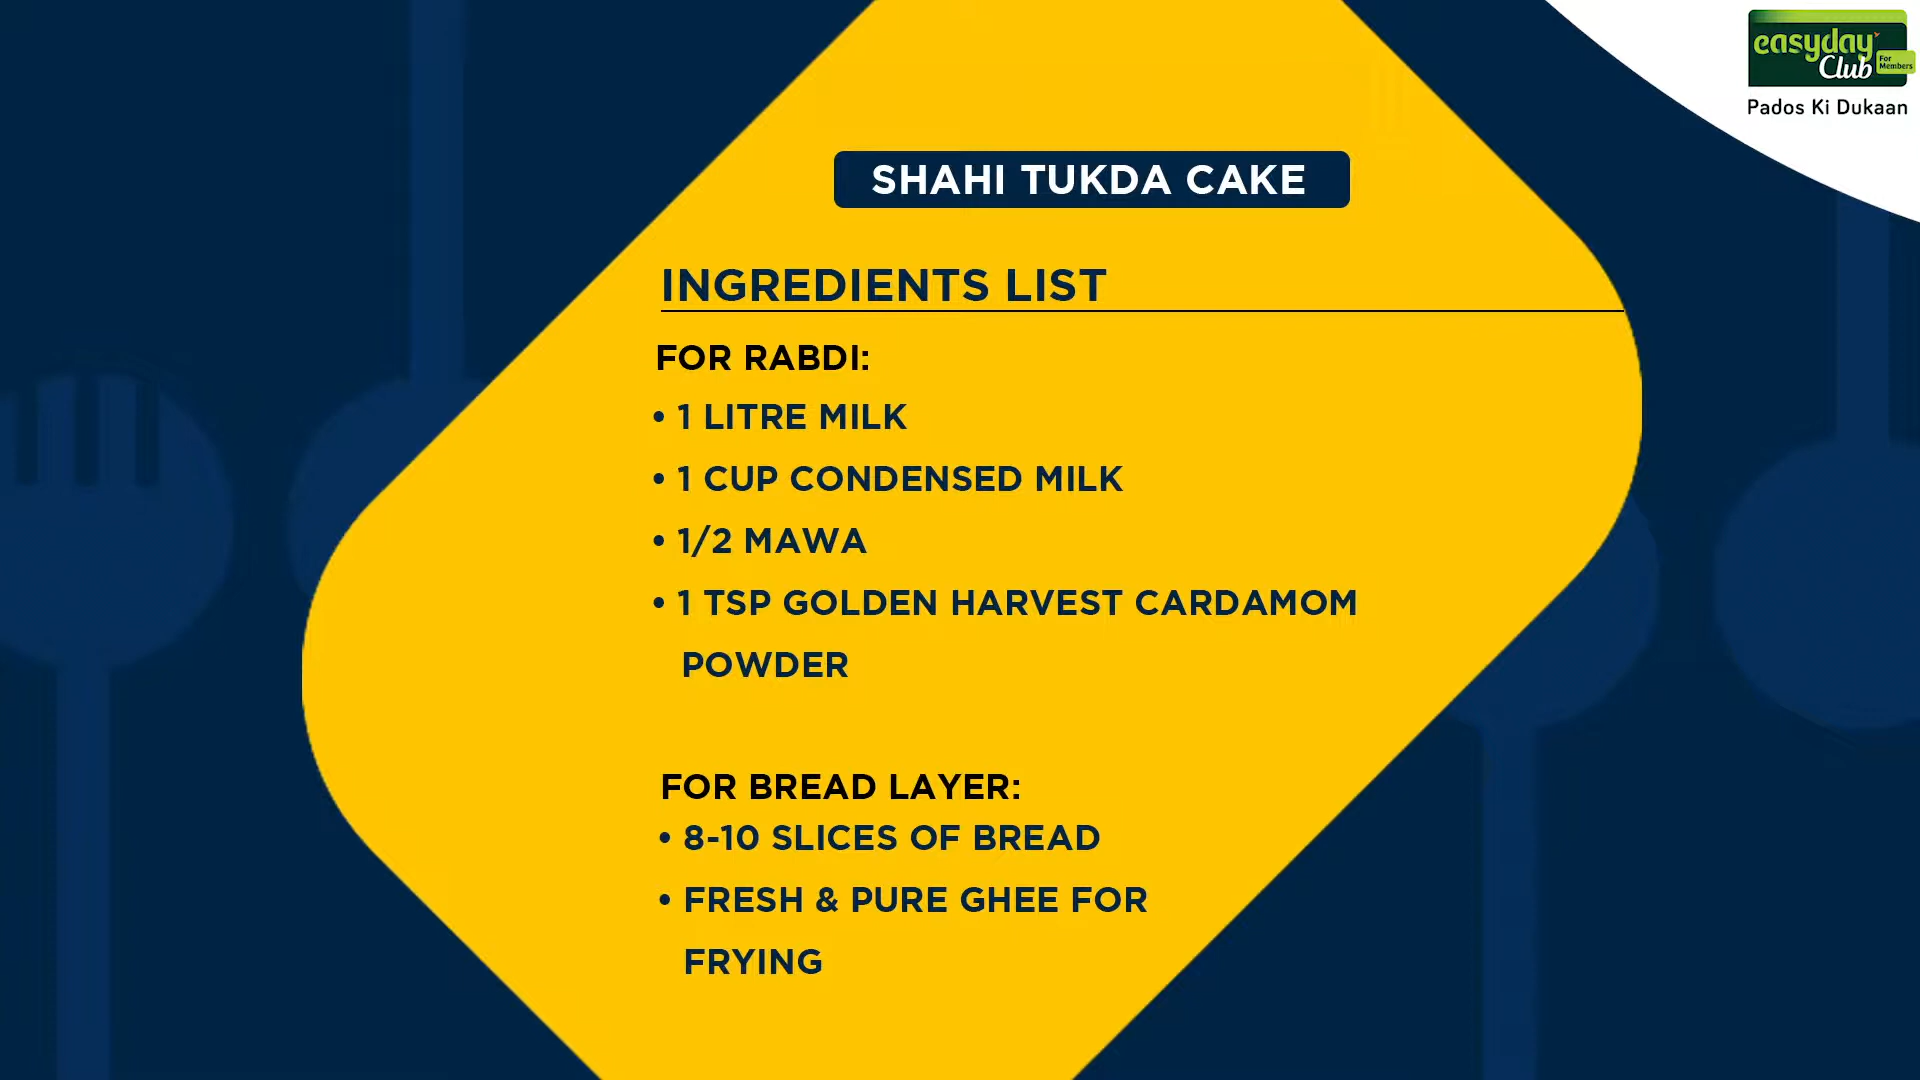 easyday
Club
For
Members
Pados Ki Dukaan
SHAHI TUKDA CAKE
INGREDIENTS LIST
FOR RABDI:
• 1 LITRE MILK
• 1 CUP CONDENSED MILK
• 1/2 MAWA
• 1 TSP GOLDEN HARVEST CARDAMOM
POWDER
FOR BREAD LAYER:
• 8-10 SLICES OF BREAD
• FRESH & PURE GHEE FOR
FRYING